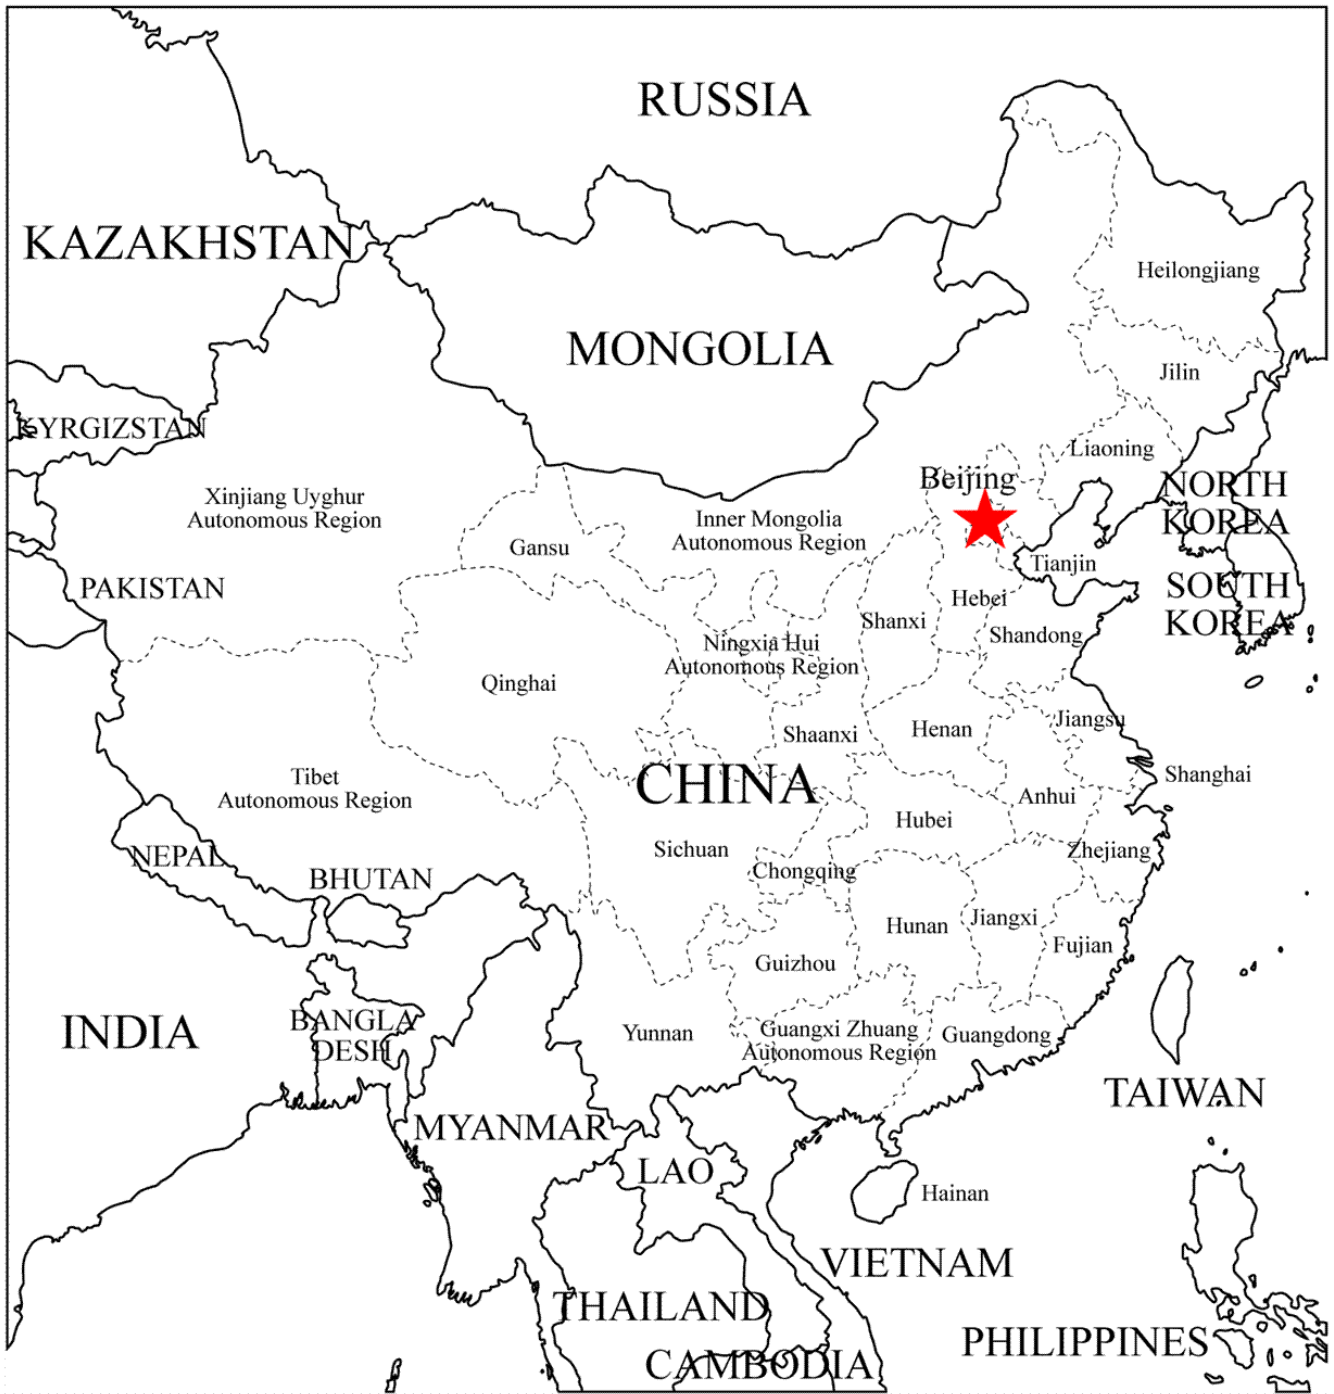 RUSSIA
KAZAKHSTAN
Heilongjiang
MONGOLIA
Jilin
KYRGIZSTAN
Liaoning
Beijing
NORTH
KOREA
Xinjiang Uyghur
Autonomous Region
Inner Mongolia
Autonomous Region
Gansu
Tianjin
PAKISTAN
SOUTH
KOREA
Hebei
Shanxi
Shandong
Ningxia Hui
Autonomous Region
Qinghai
Jiangsu
Henan
Shaanxi
Shanghai
Tibet
Autonomous Region
CHINA
Anhui
Hubei
Sichuan
Zhejiang
NEPAL
Chongqing
BHUTAN
Jiangxi
Hunan
Fujian
Guizhou
INDIA
BANGLA
DESH
Yunnan
Guangxi Zhuang
Autonomous Region
Guangdong
TAIWAN
MYANMAR
LAO
Hainan
VIETNAM
THAILAND
PHILIPPINES
CAMBODIA